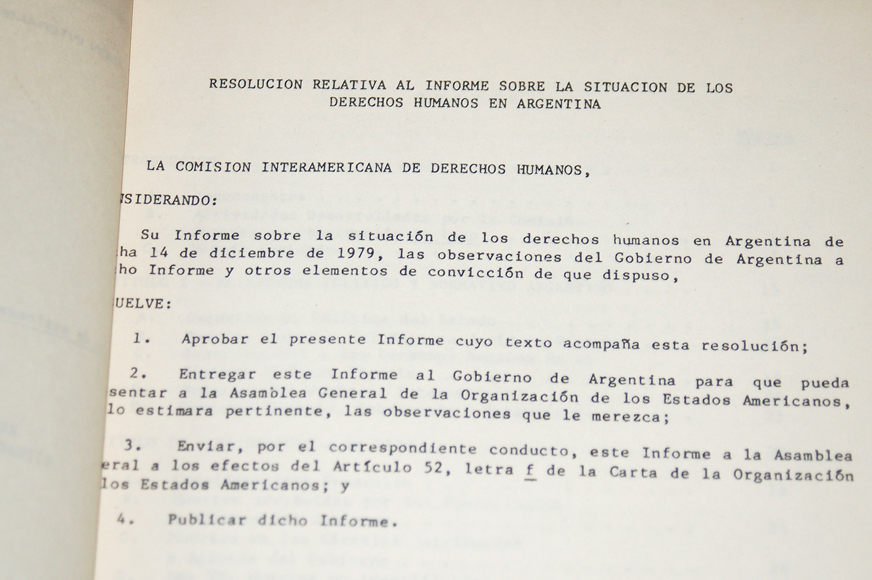 RESOLUCION RELATIVA AL INFORME SOBRE LA SITUACION DE LOS
DERECHOS HUMANOS EN ARGENTINA
LA COMISION INTERAMERICANA DE DERECHOS HUMANOS,
NSIDERANDO:
Su Informe sobre la situación de los derechos humanos en Argentina de
ha 14 de diciembre de 1979, las observaciones del Gobierno de Argentina a
ho Informe y otros elementos de convicción de que dispuso,
UELVE:
1. Aprobar el presente Informe cuyo texto acompaña esta resolución;
2. Entregar este Informe al Gobierno de Argentina para que pueda
sentar a la Asamblea General de la Organización de los Estados Americanos,
lo estimara pertinente, las observaciones que le merezca;
3. Enviar, por el correspondiente conducto, este Informe a la Asamblea
eral a los efectos del Artículo 52, letra f de la Carta de la Organización
los Estados Americanos; y
4. Publicar dicho Informe.